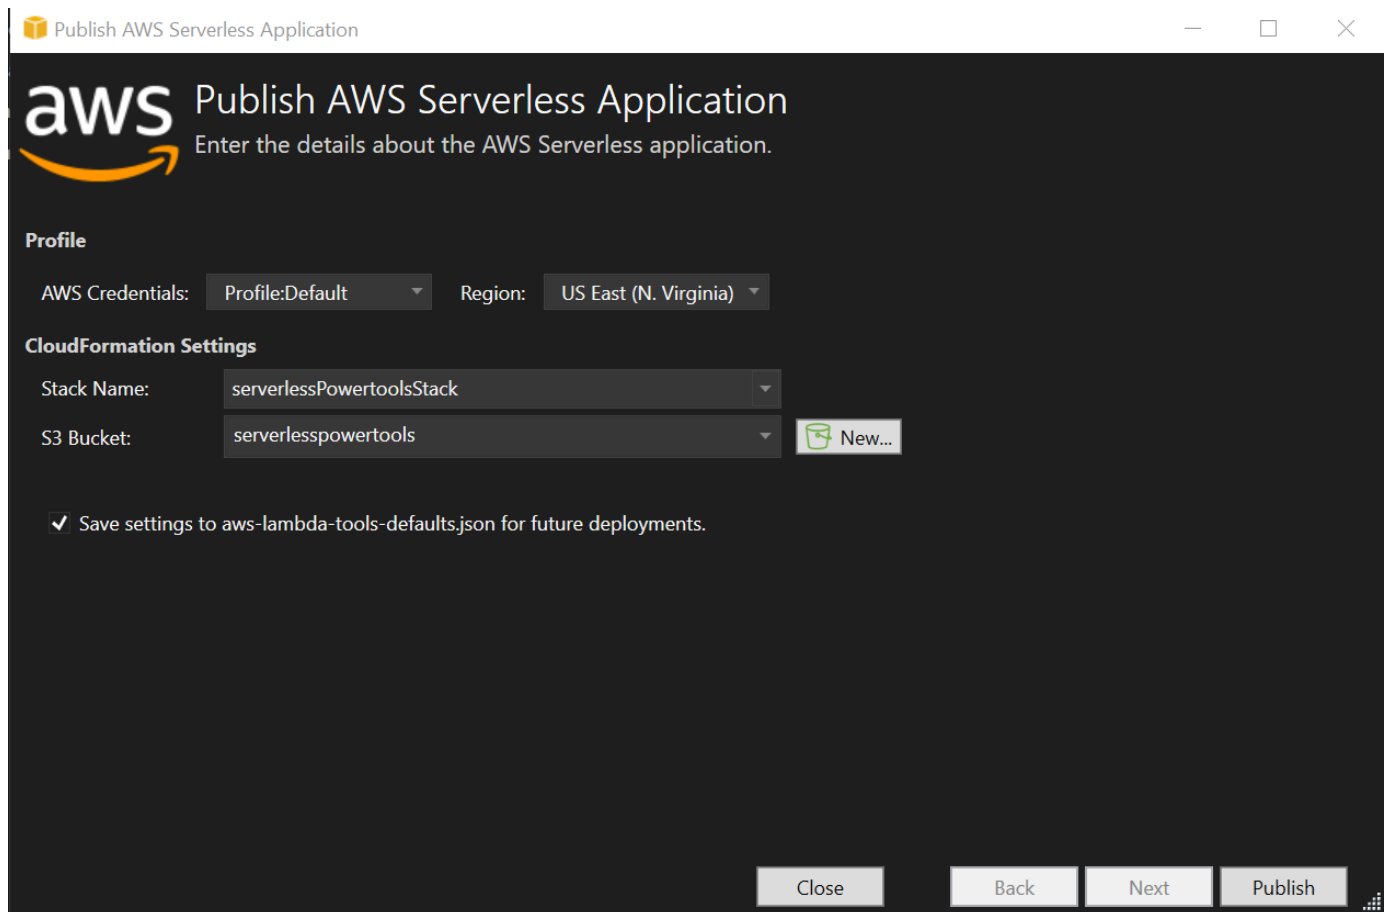 Publish AWS Serverless Application
aws
Publish AWS Serverless Application
Enter the details about the AWS Serverless application.
Profile
AWS Credentials: Profile:Default Region: US East (N. Virginia)
CloudFormation Settings
Stack Name: serverlessPowertoolsStack
S3 Bucket: serverlesspowertools New...
Save settings to aws-lambda-tools-defaults.json for future deployments.
Close Back Next Publish